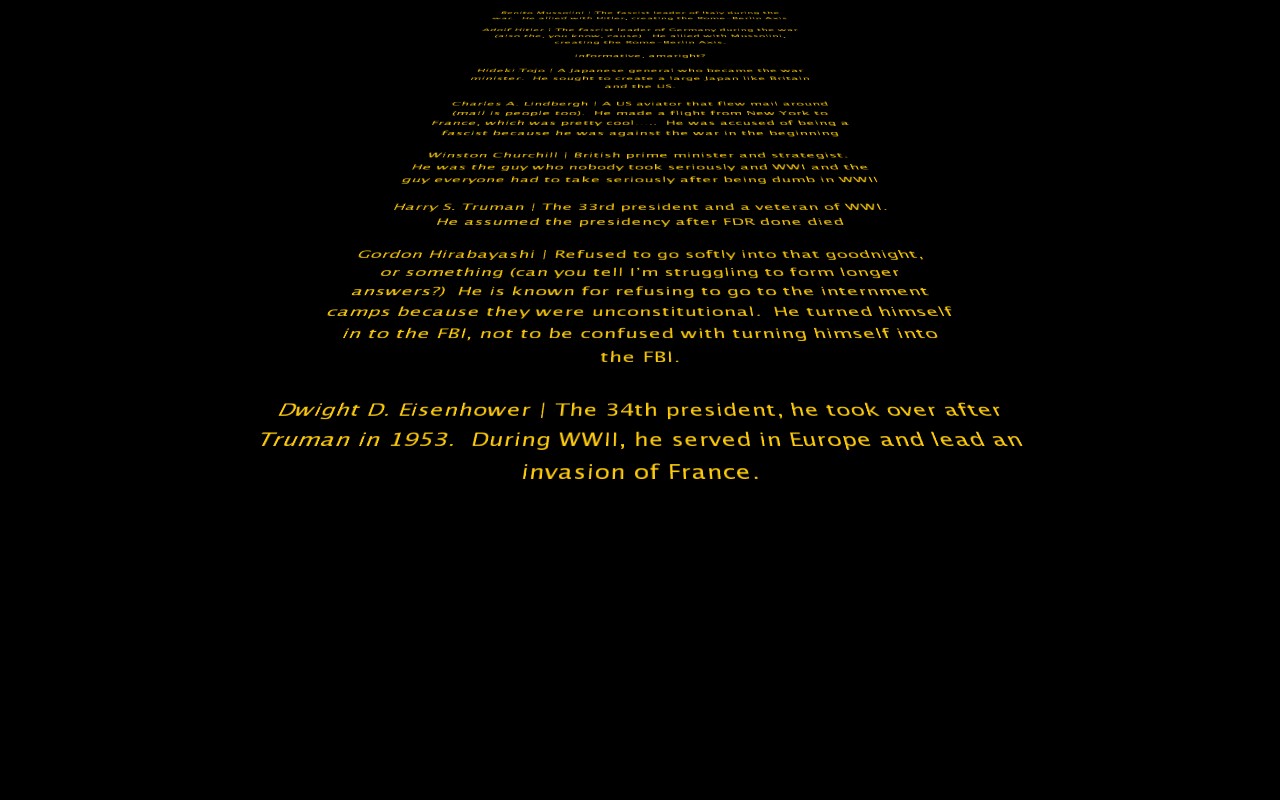 Benito Mussolini | The fascist leader of Italy during the
war. He allied with Hitler, creating the Rome-Berlin Axis
Adolf Hitler | The fascist leader of Germany during the war
(also the, you know, cause). He allied with Mussolini,
creating the Rome-Berlin Axis.
informative, amaright?
Hideki Tojo | A Japanese general who became the war
minister. He sought to create a large Japan like Britain
and the US.
Charles A. Lindbergh | A US aviator that flew mail around
(mail is people too). He made a flight from New York to
France, which was pretty cool ... He was accused of being a
fascist because he was against the war in the beginning
Winston Churchill | British prime minister and strategist.
He was the guy who nobody took seriously and WWI and the
guy everyone had to take seriously after being dumb in WWII
Harry S. Truman | The 33rd president and a veteran of WWI.
He assumed the presidency after FDR done died
Gordon Hirabayashi | Refused to go softly into that goodnight,
or something (can you tell I'm struggling to form longer
answers?) He is known for refusing to go to the internment
camps because they were unconstitutional. He turned himself
in to the FBI, not to be confused with turning himself into
the FBI.
Dwight D. Eisenhower | The 34th president, he took over after
Truman in 1953. During WWII, he served in Europe and lead an
invasion of France.